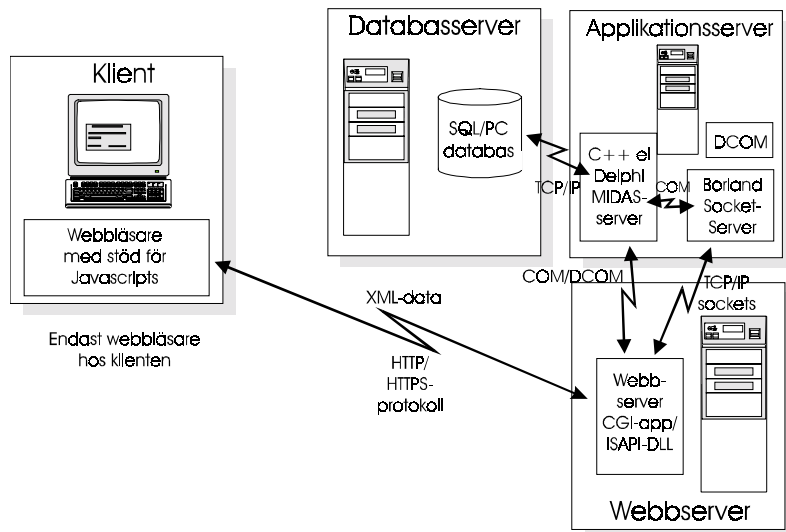 Klient
Webbläsare
med stöd för
Javascripts
Endast webbläsare
hos klienten
Databasserver
SQL/PC
databas
TCP/IP
Applikationsserver
DCOM
C++ el
Delphi
MIDAS-
server
COM
Borland
Socket-
Server
COM/DCOM
TCP/IP
sockets
XML-data
HTTP/
HTTPS-
protokoll
Webb-
server
CGI-app/
ISAPI-DLL
Webbserver